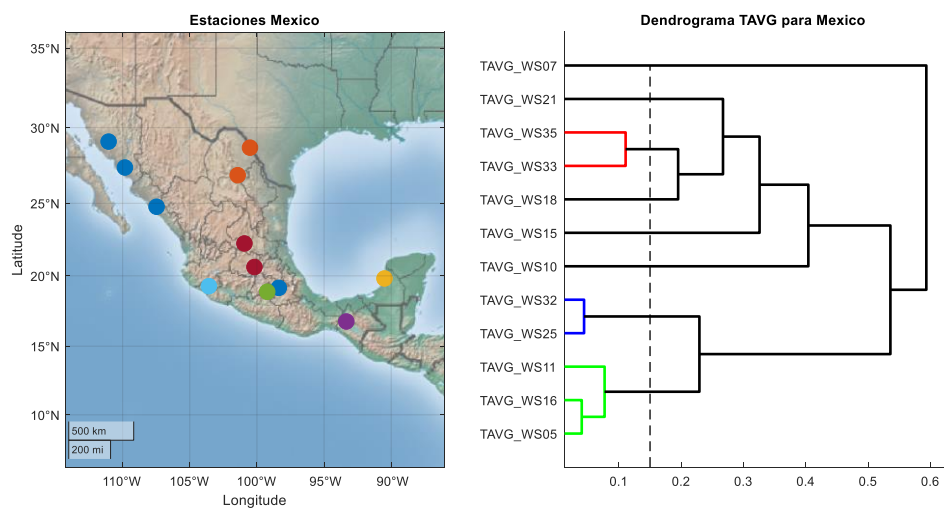 Estaciones Mexico
35°N
30°N
25°N
20°N
15°N
10°N
Latitude
500 km
200 mi
110°W
105°W
100°W
95°W
90°W
Longitude
Dendrograma TAVG para Mexico
TAVG_WS07
TAVG_WS21
TAVG_WS35
TAVG_WS33
TAVG_WS18
TAVG_WS15
TAVG_WS10
TAVG_WS32
TAVG_WS25
TAVG_WS11
TAVG_WS16
TAVG_WS05
0.1
0.2
0.3
0.4
0.5
0.6